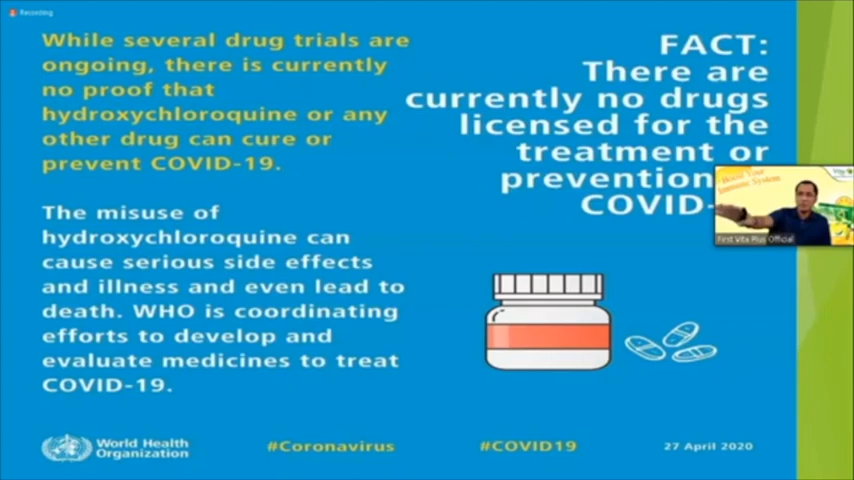 Recording
While several drug trials are
ongoing, there is currently
no proof that
hydroxychloroquine or any
other drug can cure or
prevent COVID-19.
The misuse of
hydroxychloroquine can
cause serious side effects
and illness and even lead to
death. WHO is coordinating
efforts to develop and
evaluate medicines to treat
COVID-19.
FACT:
There are
currently no drugs
licensed for the
treatment or
prevention
COVID-
Boost Your
Immune System
First Vita Plus Official
World Health
Organization
#Coronavirus
#COVID19
27 April 2020